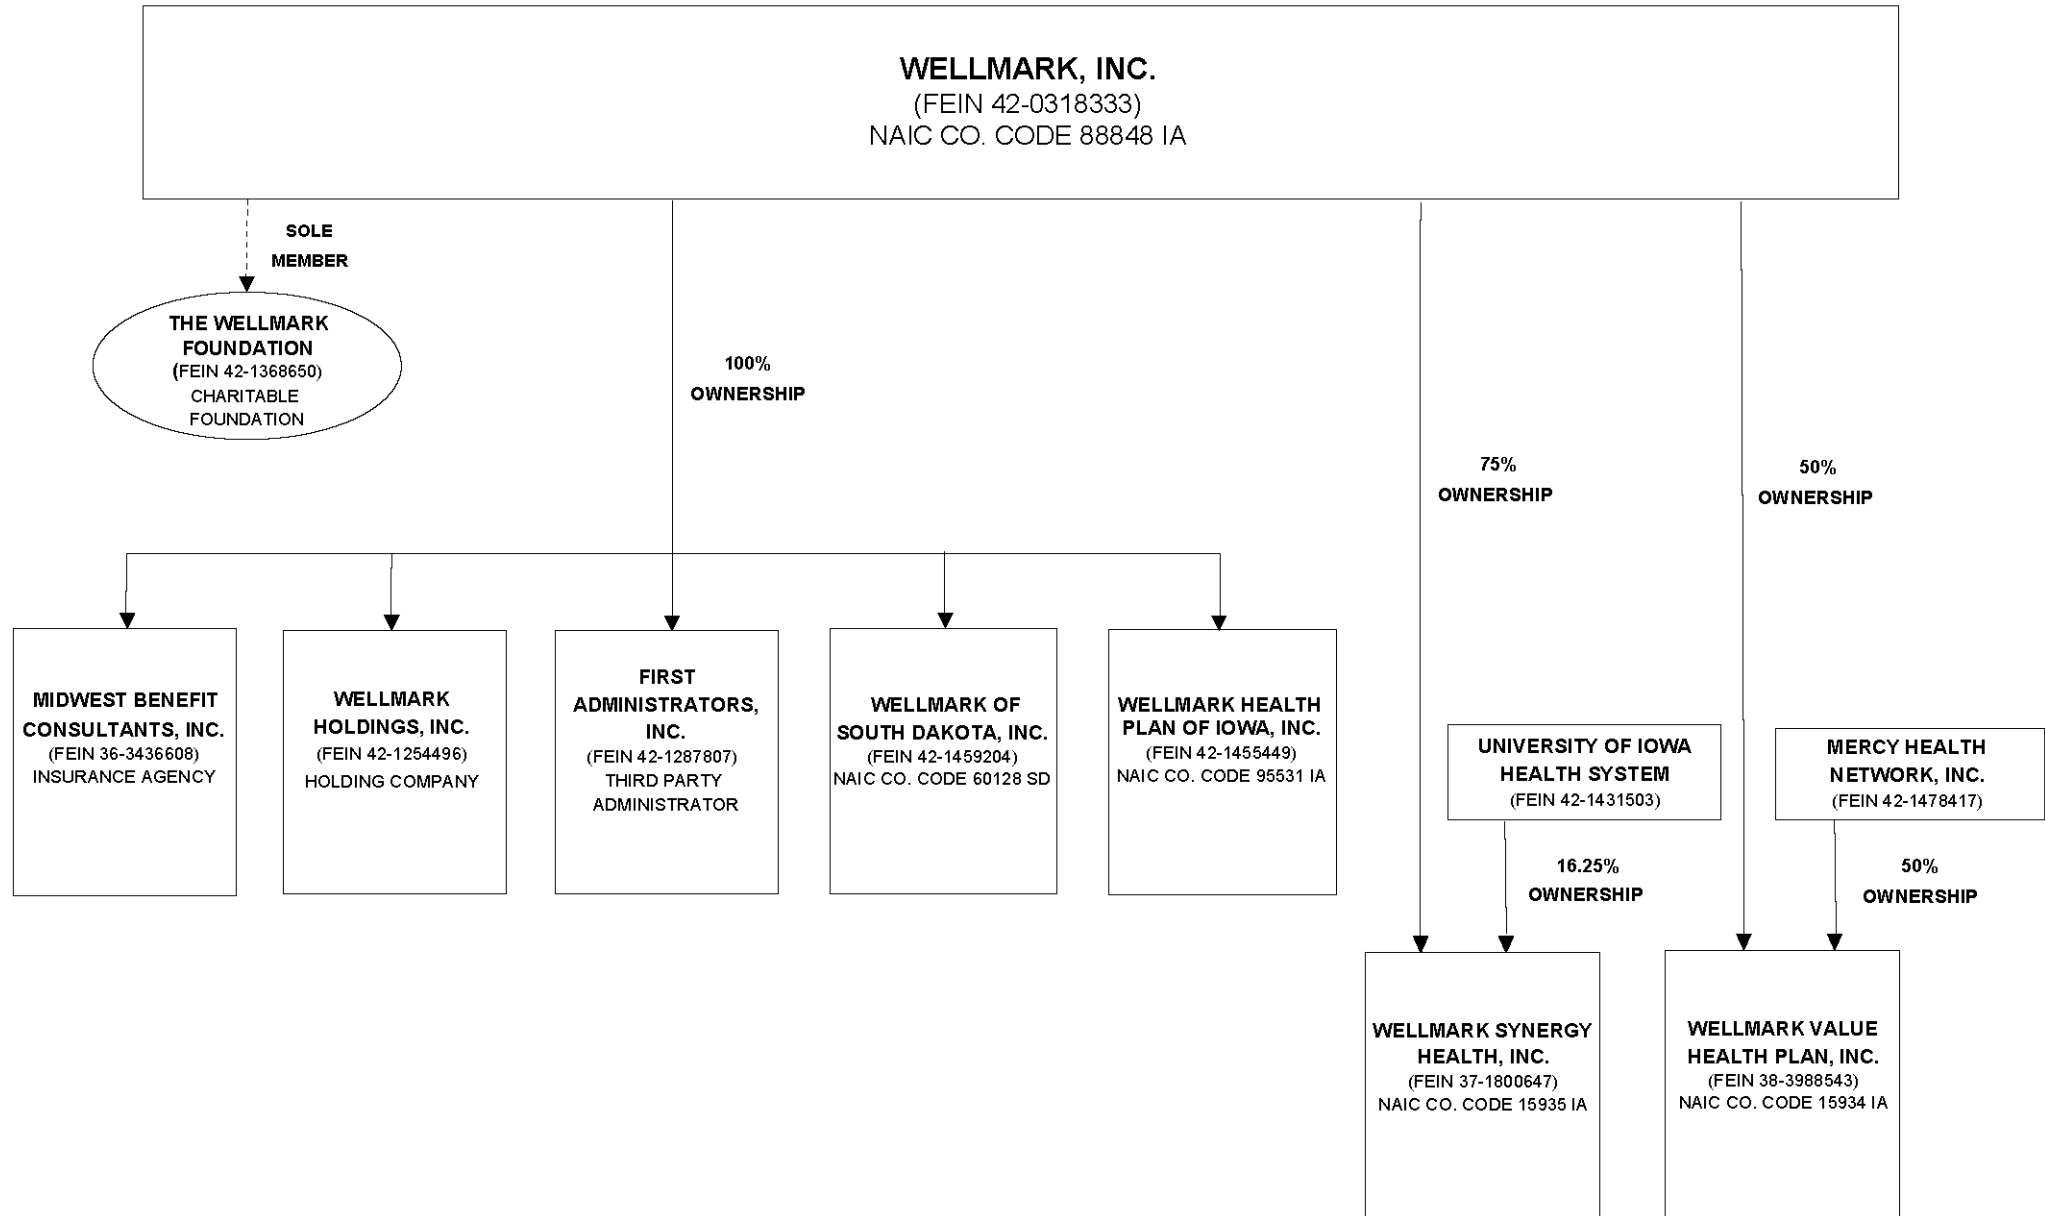 WELLMARK, INC.
(FEIN 42-0318333)
NAIC CO. CODE 88848 IA
SOLE
MEMBER
THE WELLMARK
FOUNDATION
(FEIN 42-1368650)
CHARITABLE
FOUNDATION
100%
OWNERSHIP
75%
OWNERSHIP
50%
OWNERSHIP
MIDWEST BENEFIT
CONSULTANTS, INC.
(FEIN 36-3436608)
INSURANCE AGENCY
WELLMARK
HOLDINGS, INC.
(FEIN 42-1254496)
HOLDING COMPANY
FIRST
ADMINISTRATORS,
INC.
(FEIN 42-1287807)
THIRD PARTY
ADMINISTRATOR
WELLMARK OF
SOUTH DAKOTA, INC.
(FEIN 42-1459204)
NAIC CO. CODE 60128 SD
WELLMARK HEALTH
PLAN OF IOWA, INC.
(FEIN 42-1455449)
NAIC CO. CODE 95531 IA
UNIVERSITY OF IOWA
HEALTH SYSTEM
(FEIN 42-1431503)
MERCY HEALTH
NETWORK, INC.
(FEIN 42-1478417)
16.25%
OWNERSHIP
50%
OWNERSHIP
WELLMARK SYNERGY
HEALTH, INC.
(FEIN 37-1800647)
NAIC CO. CODE 15935 IA
WELLMARK VALUE
HEALTH PLAN, INC.
(FEIN 38-3988543)
NAIC CO. CODE 15934 IA